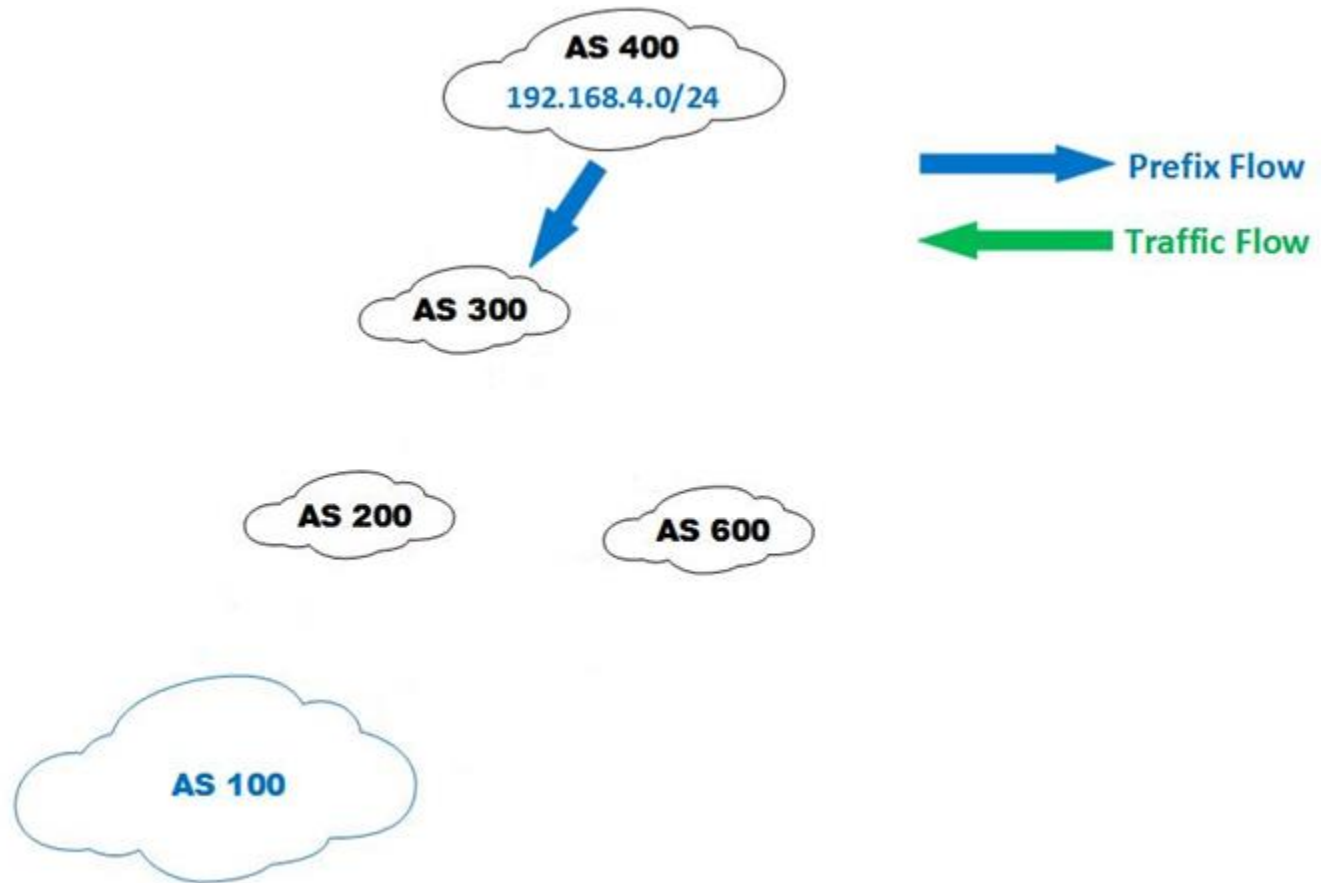 AS 400
192.168.4.0/24
Prefix Flow
Traffic Flow
AS 300
AS 200
AS 600
AS 100